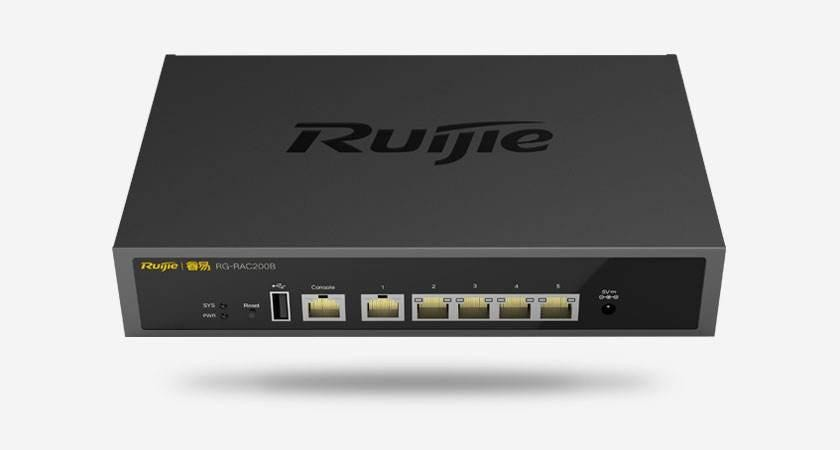 Ruijie
Ruijie | 睿易 RG-RAC200B
SYS
PWR
Reset
Console
1
2
3
4
5
5V